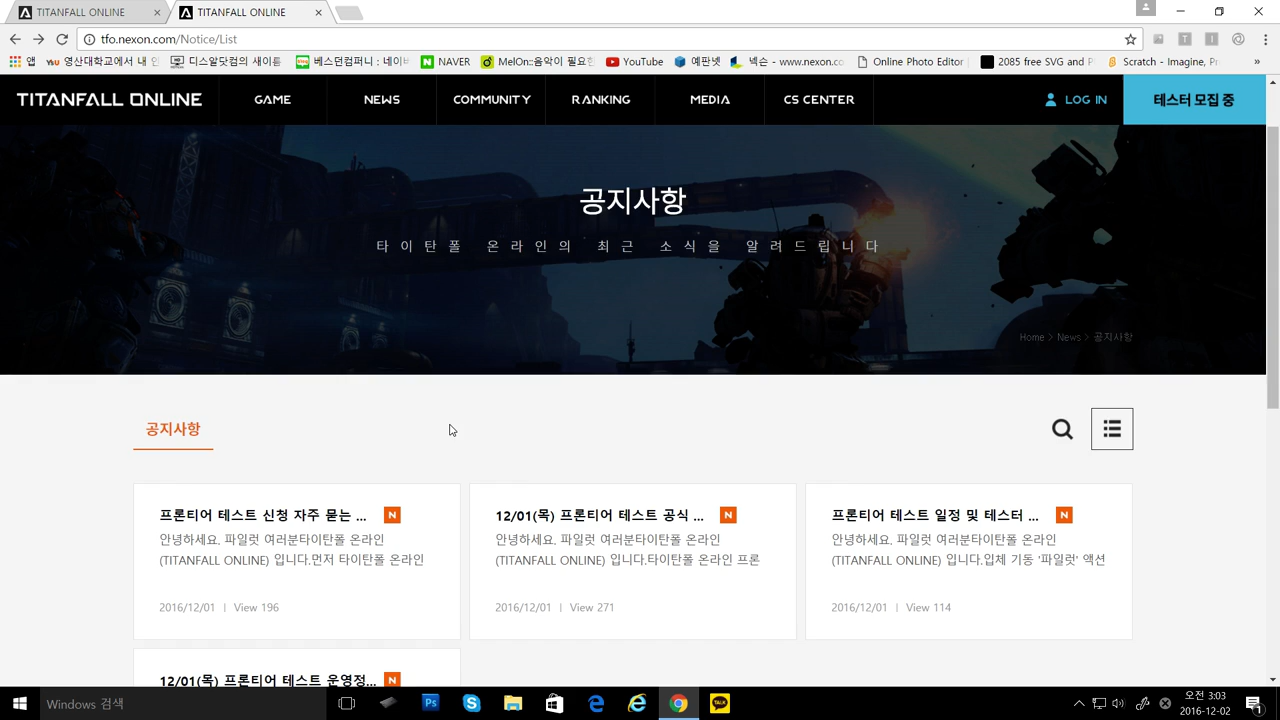 TITANFALL ONLINE
TITANFALL ONLINE
tfo.nexon.com/Notice/List
앱
영산대학교에서 내 인
디스알닷컴의 새이름
베스먼컴퍼니 : 네이버
NAVER
MelOn::음악이 필요한
YouTube
예판넷
넥슨 - www.nexon.co
Online Photo Editor
2085 free SVG and P
Scratch - Imagine, Pr
»
TITANFALL ONLINE
GAME
NEWS
COMMUNITY
RANKING
MEDIA
CS CENTER
LOG IN
테스터 모집 중
공지사항
타이탄폴 온라인의 최근 소식을 알려드립니다
Home > News > 공지사항
공지사항
프론티어 테스트 신청 자주 묻는 ... N
안녕하세요. 파일럿 여러분타이탄폴 온라인
(TITANFALL ONLINE) 입니다.먼저 타이탄폴 온라인
2016/12/01 | View 196
12/01(목) 프론티어 테스트 공식 ... N
안녕하세요. 파일럿 여러분타이탄폴 온라인
(TITANFALL ONLINE) 입니다.타이탄폴 온라인 프론
2016/12/01 | View 271
프론티어 테스트 일정 및 테스터 ... N
안녕하세요. 파일럿 여러분타이탄폴 온라인
(TITANFALL ONLINE) 입니다.입체 기동 '파일럿' 액션
2016/12/01 | View 114
12/01(목) 프론티어 테스트 운영정... N
Windows 검색
Ps
TALK
오전 3:03
2016-12-02
1